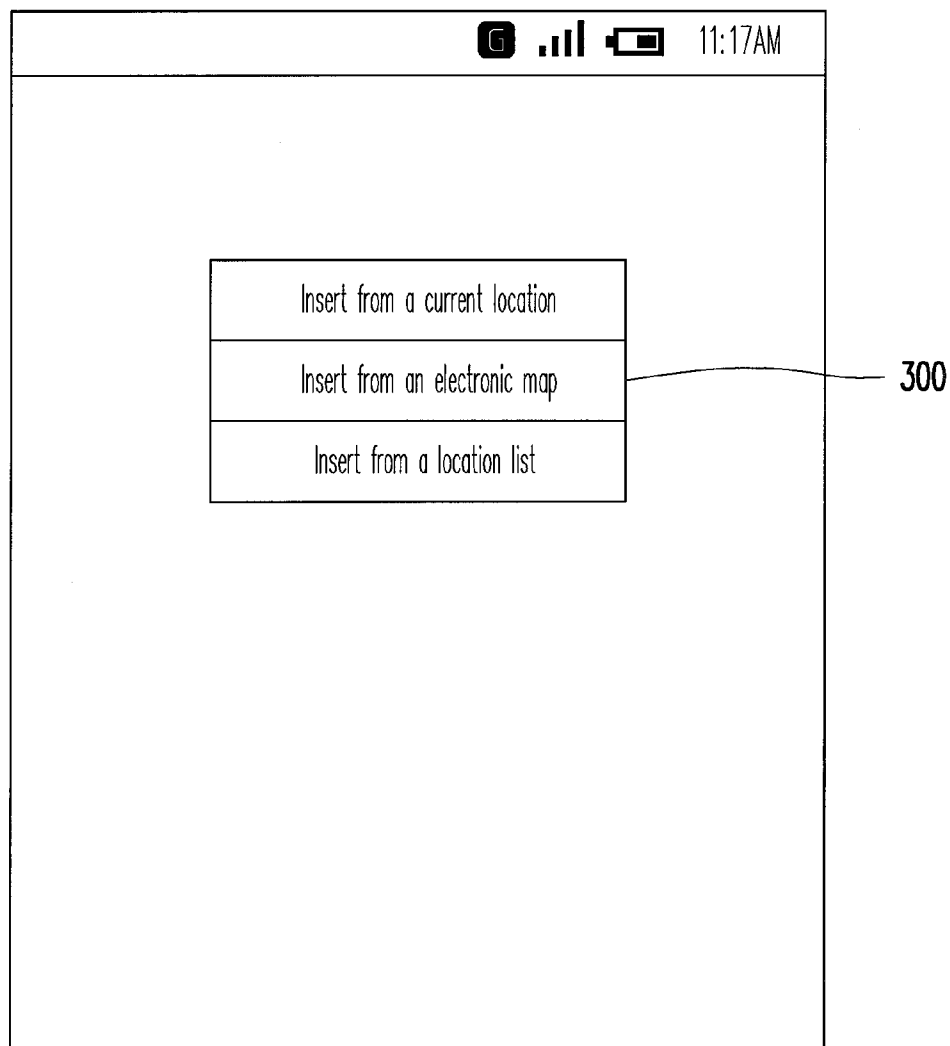 G 11:17AM
Insert from a current location
Insert from an electronic map
300
Insert from a location list